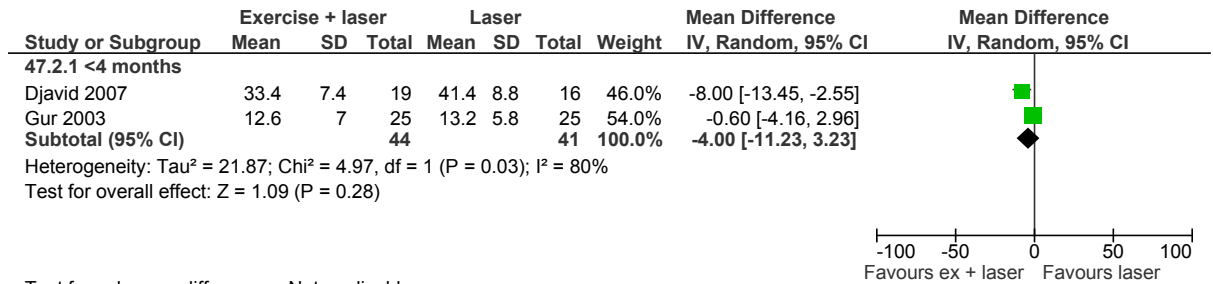 Exercise + laser Laser Mean Difference Mean Difference
Study or Subgroup Mean SD Total Mean SD Total Weight IV, Random, 95% CI IV, Random, 95% CI
47.2.1 <4 months
Djavid 2007 33.4 7.4 19 41.4 8.8 16 46.0% -8.00 [-13.45, -2.55]
Gur 2003 12.6 7 25 13.2 5.8 25 54.0% -0.60 [-4.16, 2.96]
Subtotal (95% CI) 44 41 100.0% -4.00 [-11.23, 3.23]
Heterogeneity: Tau² = 21.87; Chi² = 4.97, df = 1 (P = 0.03); I² = 80%
Test for overall effect: Z = 1.09 (P = 0.28)
-100 -50 0 50 100
Favours ex + laser Favours laser